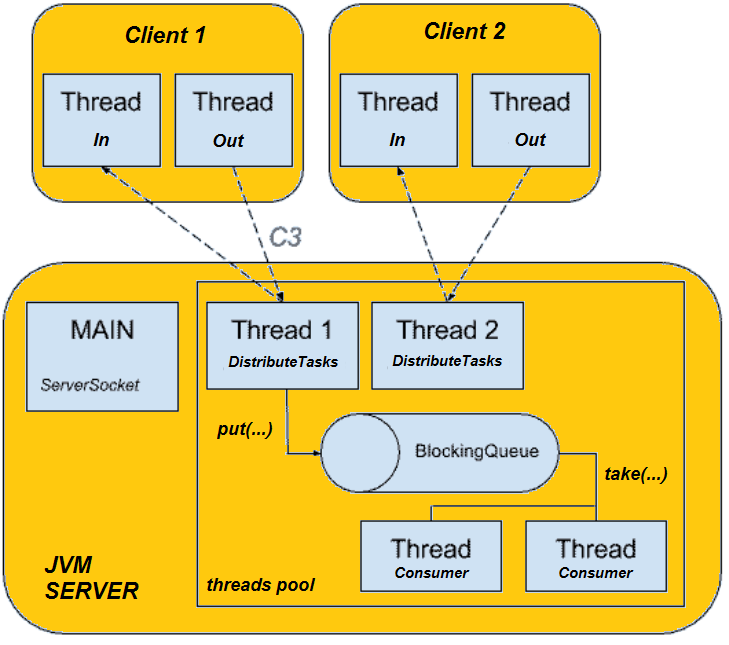 Client 1
Client 2
Thread
In
Thread
Out
Thread
In
Thread
Out
C3
MAIN
ServerSocket
Thread 1
DistributeTasks
Thread 2
DistributeTasks
put(...)
BlockingQueue
take(...)
Thread
Consumer
Thread
Consumer
JVM
SERVER
threads pool